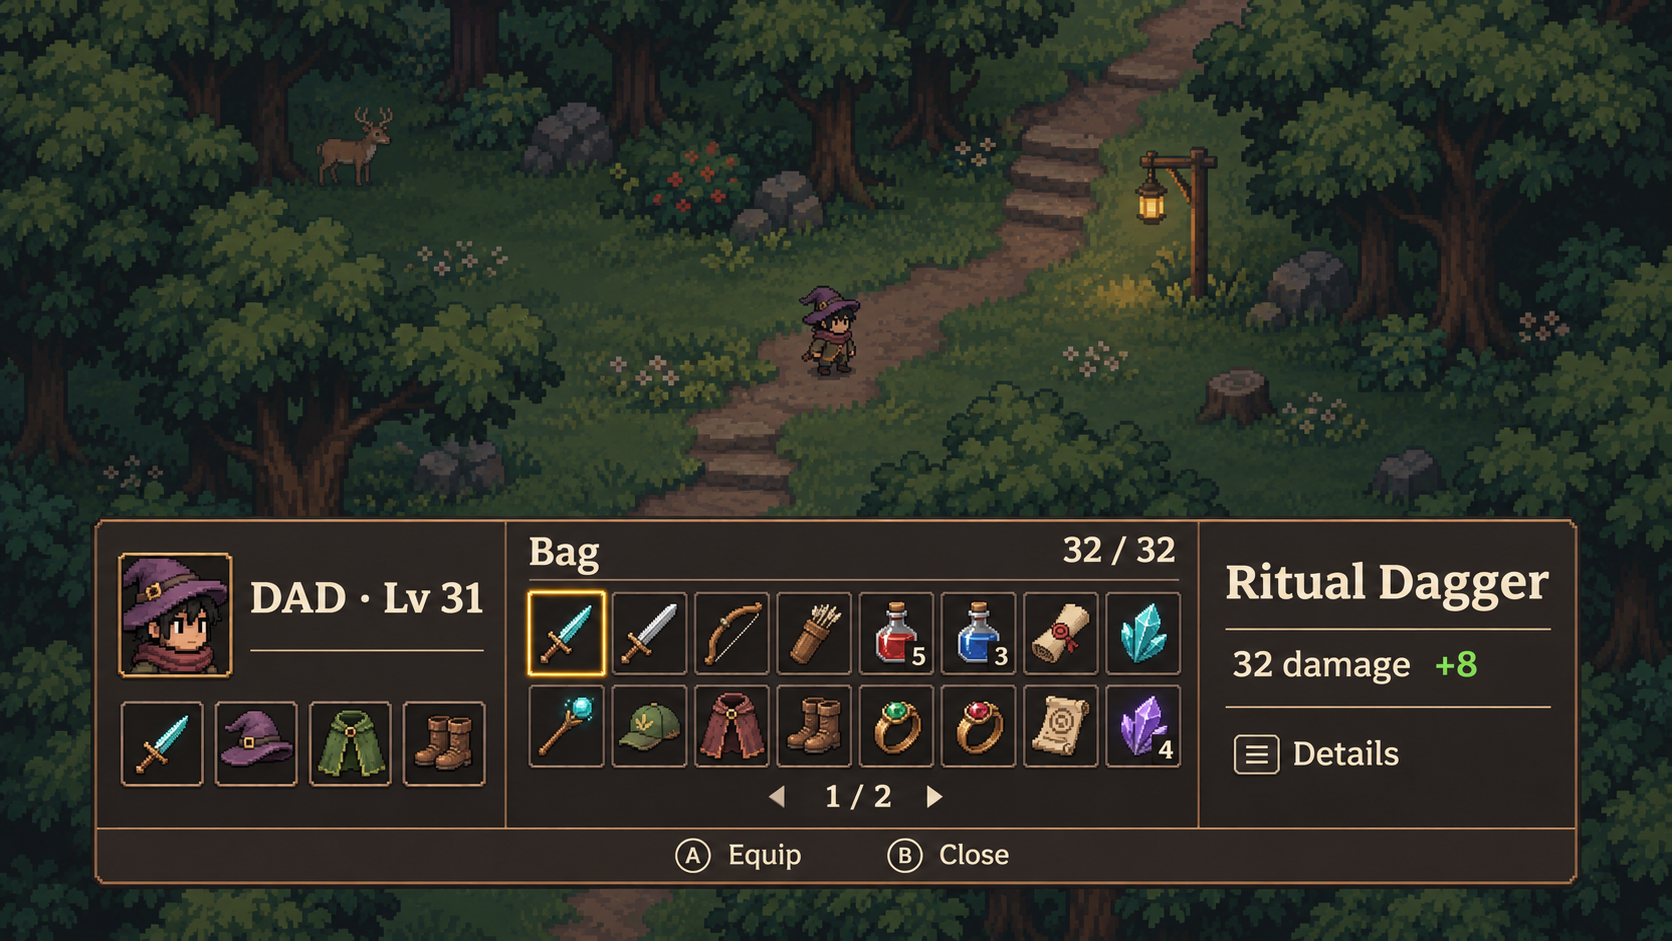 DAD · Lv 31
Bag
32 / 32
5
3
4
1 / 2
Ritual Dagger
32 damage +8
Details
A Equip
B Close